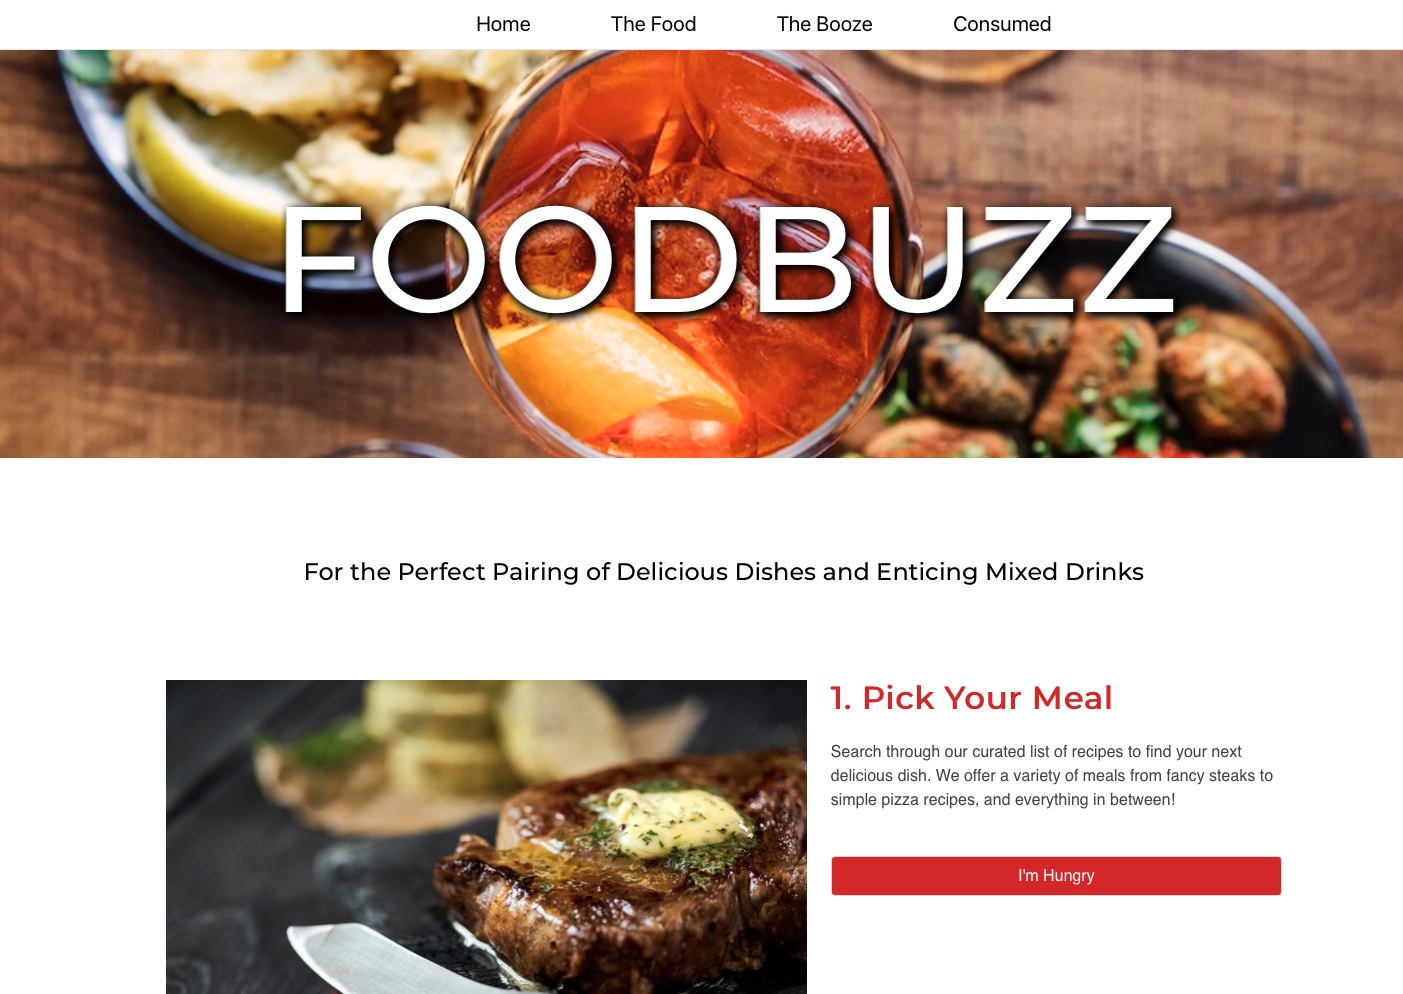 Home The Food The Booze Consumed
FOODBUZZ
For the Perfect Pairing of Delicious Dishes and Enticing Mixed Drinks
1. Pick Your Meal
Search through our curated list of recipes to find your next
delicious dish. We offer a variety of meals from fancy steaks to
simple pizza recipes, and everything in between!
I'm Hungry